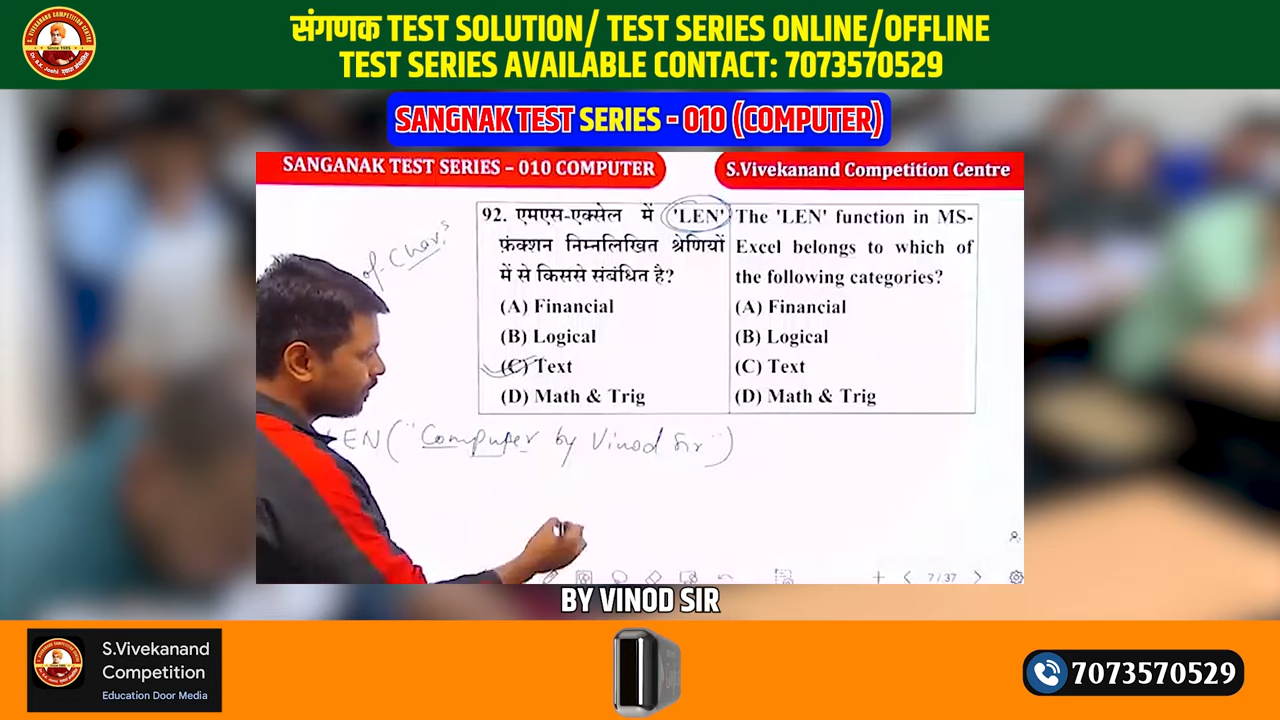 संगणक TEST SOLUTION/ TEST SERIES ONLINE/OFFLINE
TEST SERIES AVAILABLE CONTACT: 7073570529
SANGNAK TEST SERIES - 010 (COMPUTER)
SANGANAK TEST SERIES – 010 COMPUTER
S.Vivekanand Competition Centre
92. एमएस-एक्सेल में 'LEN'
फ़ंक्शन निम्नलिखित श्रेणियों
में से किससे संबंधित है?
(A) Financial
(B) Logical
(C) Text
(D) Math & Trig
The 'LEN' function in MS-
Excel belongs to which of
the following categories?
(A) Financial
(B) Logical
(C) Text
(D) Math & Trig
of chars
LEN("Computer by Vinod Sir")
7/37
BY VINOD SIR
S.Vivekanand
Competition
Education Door Media
7073570529